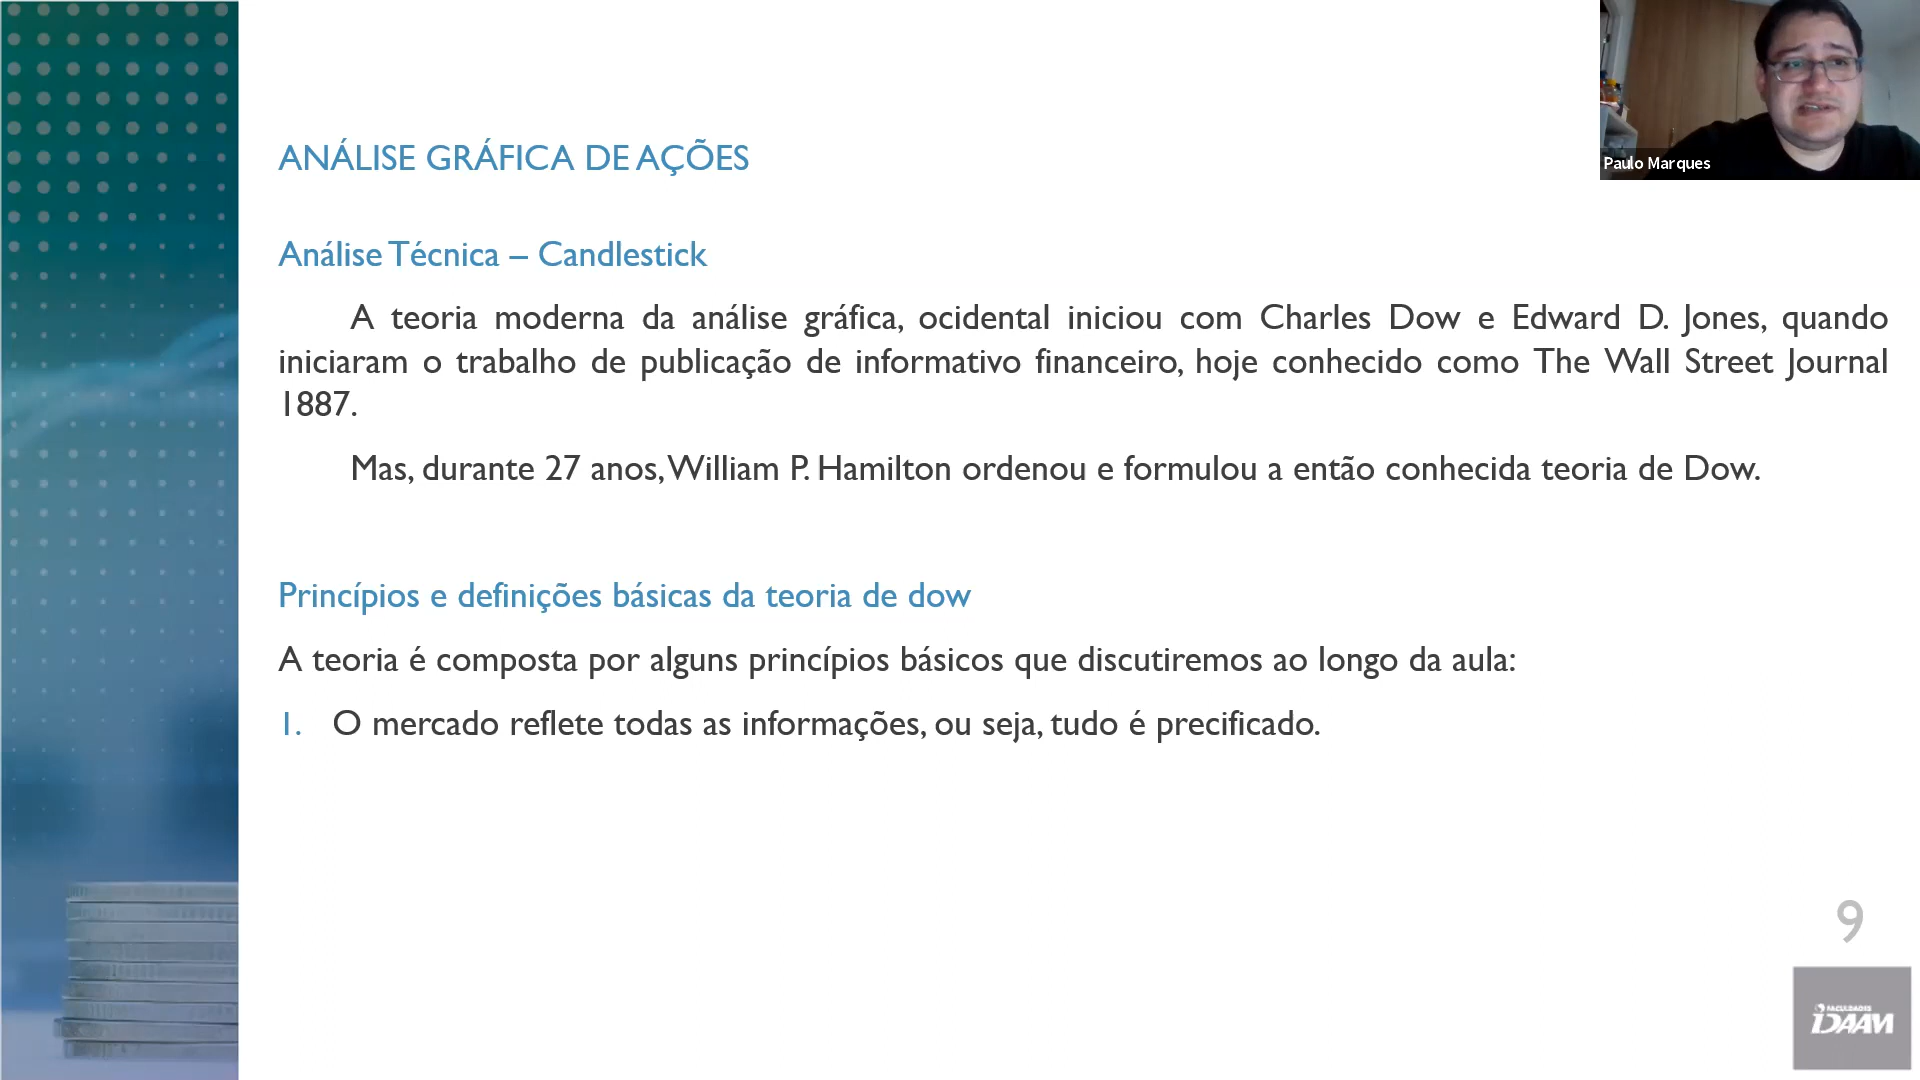 Paulo Marques
ANÁLISE GRÁFICA DE AÇÕES
Análise Técnica – Candlestick
A teoria moderna da análise gráfica, ocidental iniciou com Charles Dow e Edward D. Jones, quando
iniciaram o trabalho de publicação de informativo financeiro, hoje conhecido como The Wall Street Journal
1887.
Mas, durante 27 anos, William P. Hamilton ordenou e formulou a então conhecida teoria de Dow.
Princípios e definições básicas da teoria de dow
A teoria é composta por alguns princípios básicos que discutiremos ao longo da aula:
1. O mercado reflete todas as informações, ou seja, tudo é precificado.
9
FACULDADES
IDAAM